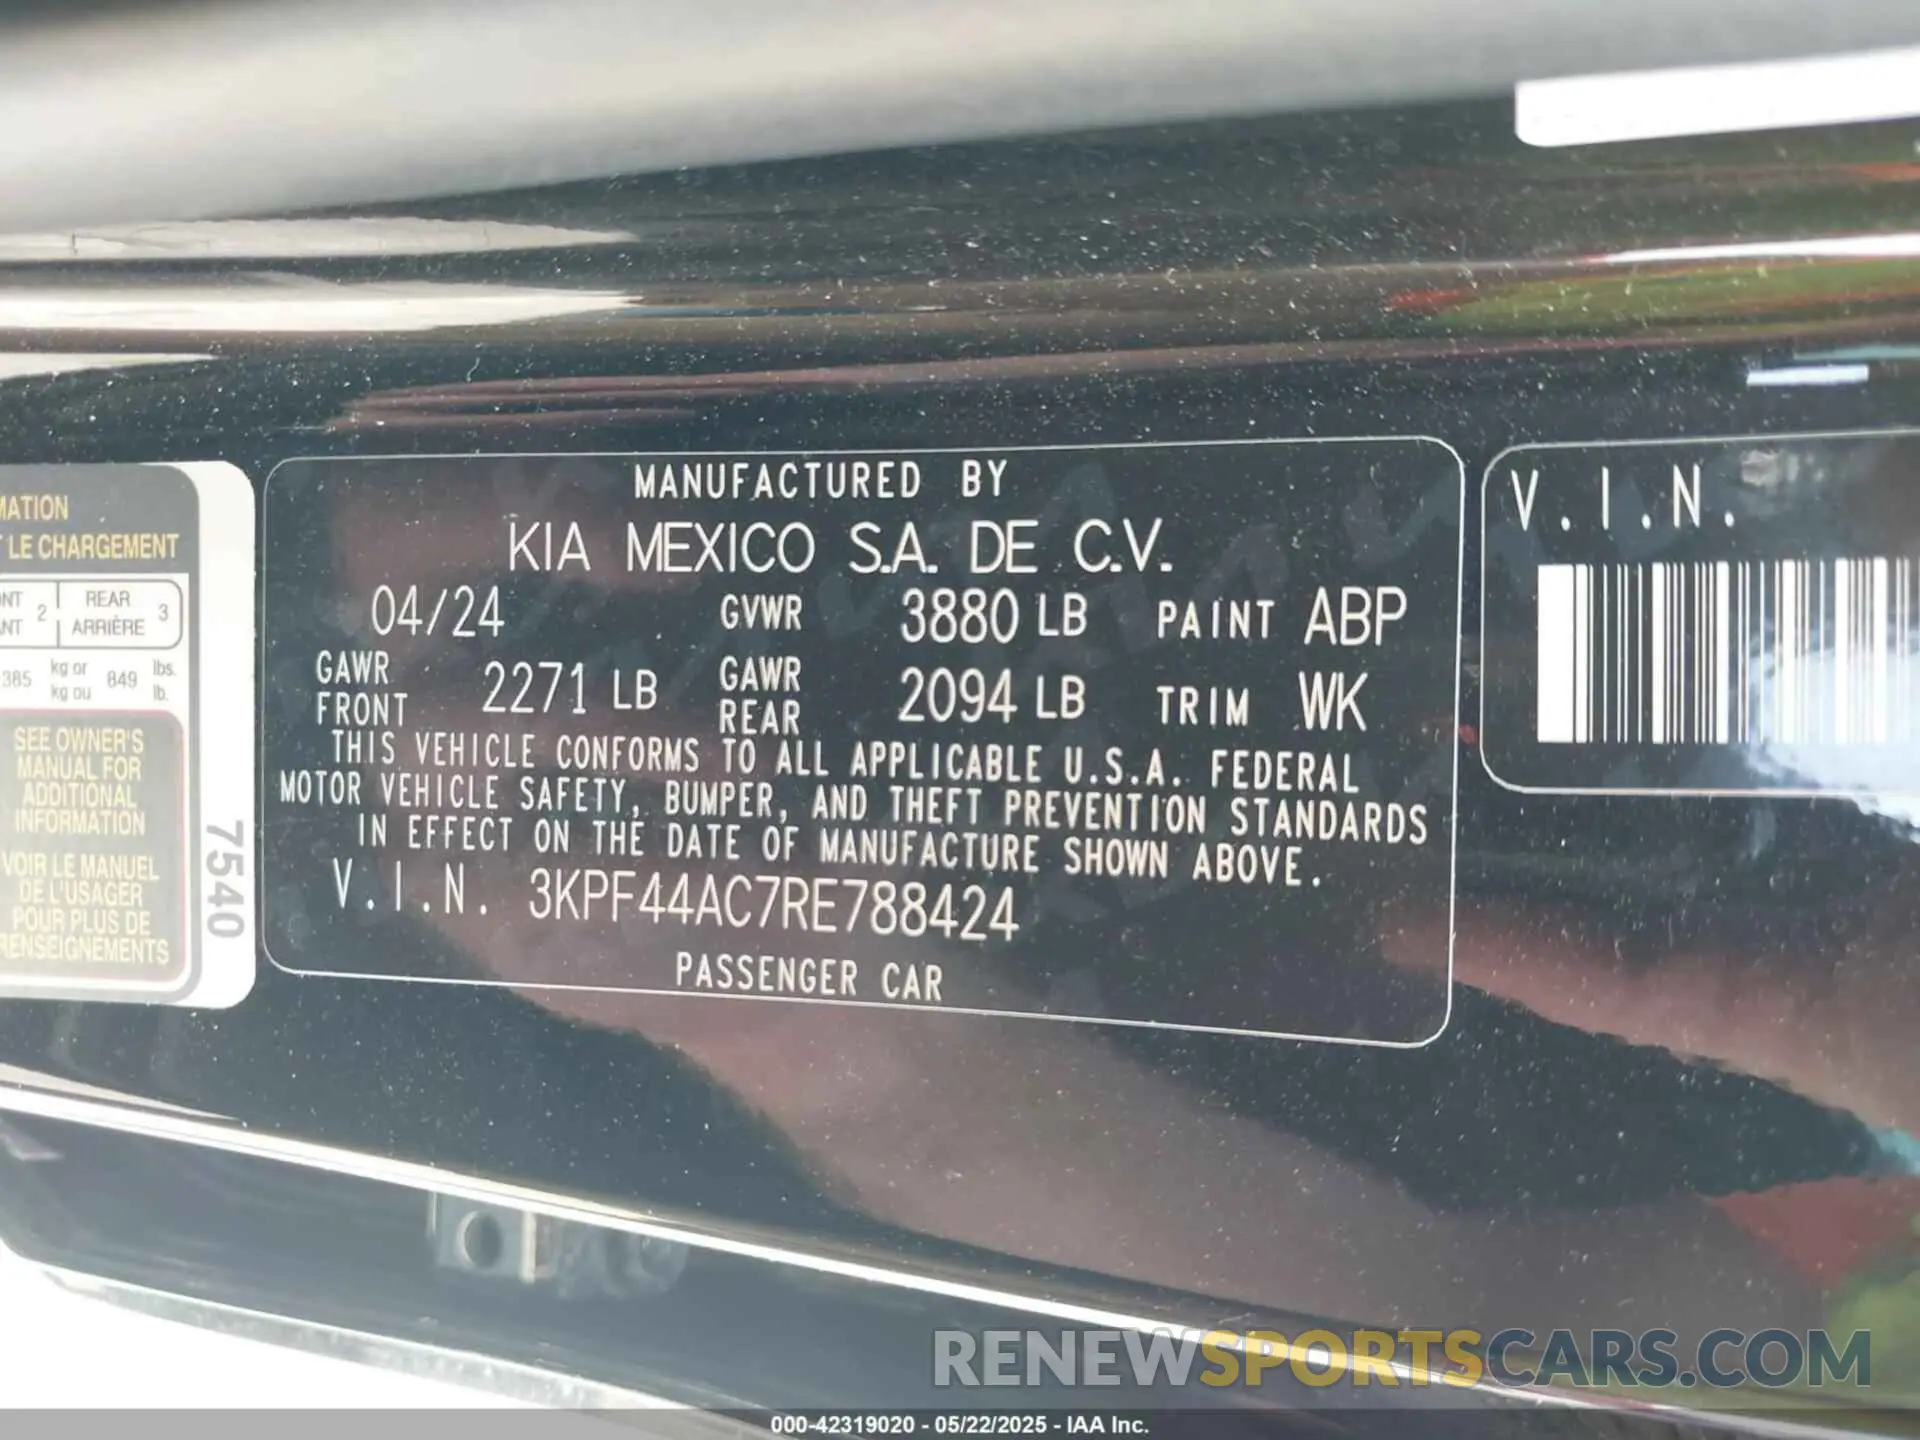 MANUFACTURED BY
KIA MEXICO S.A. DE C.V.
04/24 GVWR 3880 LB PAINT ABP
GAWR FRONT 2271 LB GAWR REAR 2094 LB TRIM WK
THIS VEHICLE CONFORMS TO ALL APPLICABLE U.S.A. FEDERAL
MOTOR VEHICLE SAFETY, BUMPER, AND THEFT PREVENTION STANDARDS
IN EFFECT ON THE DATE OF MANUFACTURE SHOWN ABOVE.
V.I.N. 3KPF44AC7RE788424
PASSENGER CAR
V.I.N.
MATION
T LE CHARGEMENT
NT 2 REAR 3
NT ARRIÈRE
385 kg or 849 lbs.
kg ou lb.
SEE OWNER'S
MANUAL FOR
ADDITIONAL
INFORMATION
VOIR LE MANUEL
DE L'USAGER
POUR PLUS DE
RENSEIGNEMENTS
7540
RENEWSPORTSCARS.COM
000-42319020 - 05/22/2025 - IAA Inc.